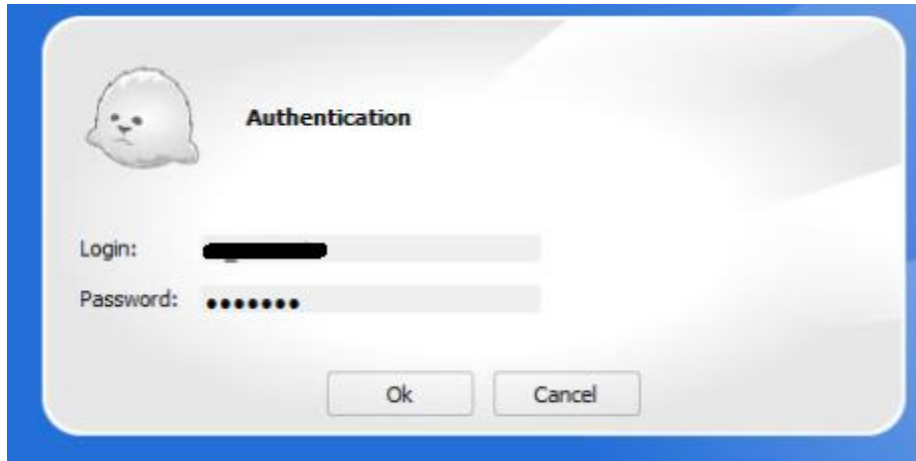 Authentication
Login:
Password: •••••••
Ok Cancel